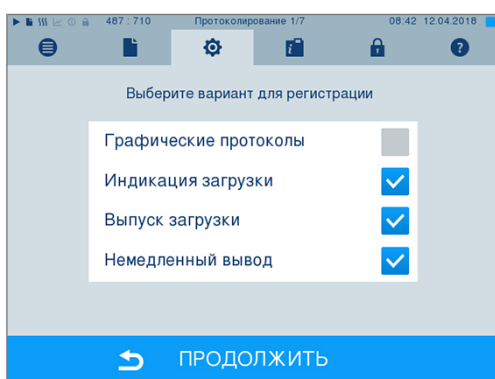 487 : 710 Протоколирование 1/7 08:42 12.04.2018
Выберите вариант для регистрации
Графические протоколы
Индикация загрузки
Выпуск загрузки
Немедленный вывод
ПРОДОЛЖИТЬ